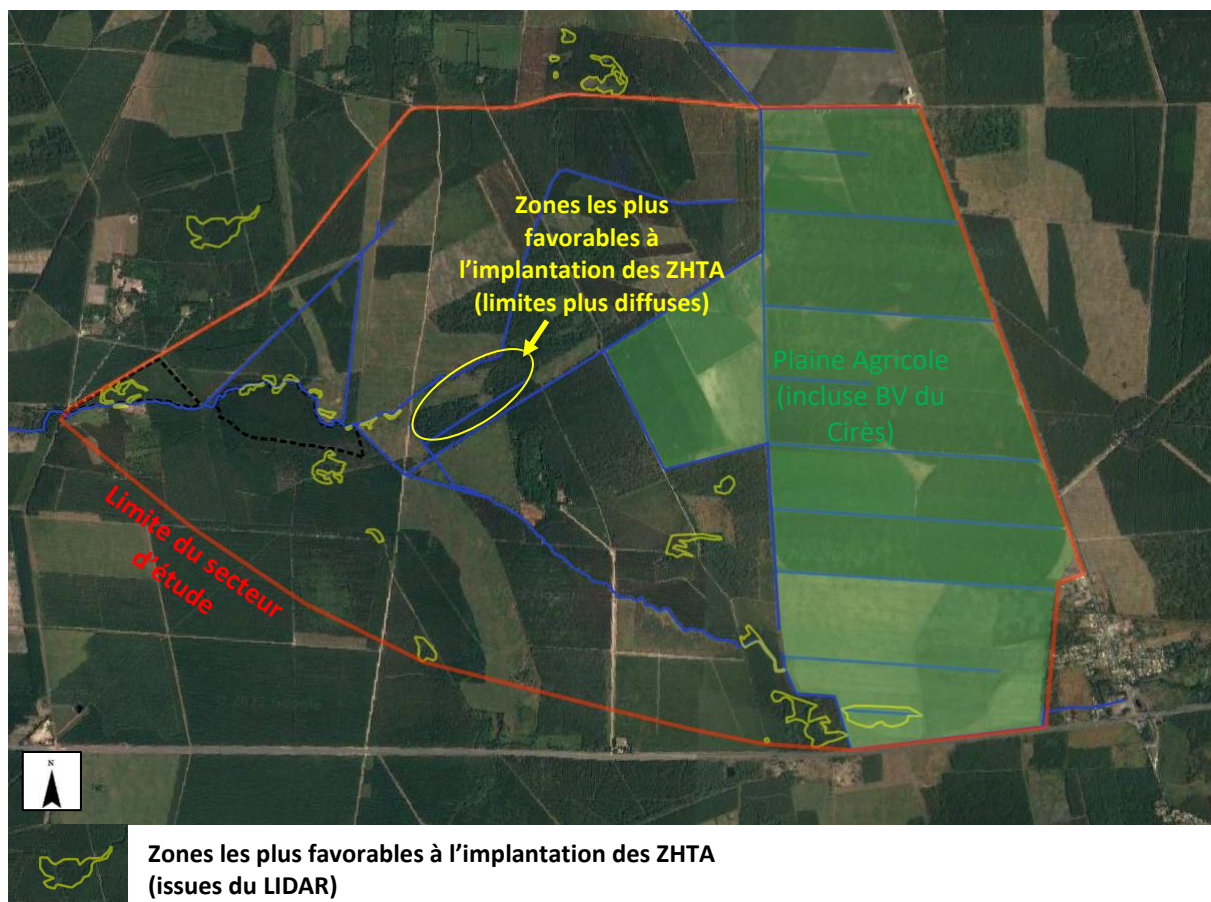 Zones les plus
favorables à
l'implantation des ZHTA
(limites plus diffuses)
Plaine Agricole
(incluse BV du
Cirès)
Limite du secteur
d'étude
N
Zones les plus favorables à l'implantation des ZHTA
(issues du LIDAR)